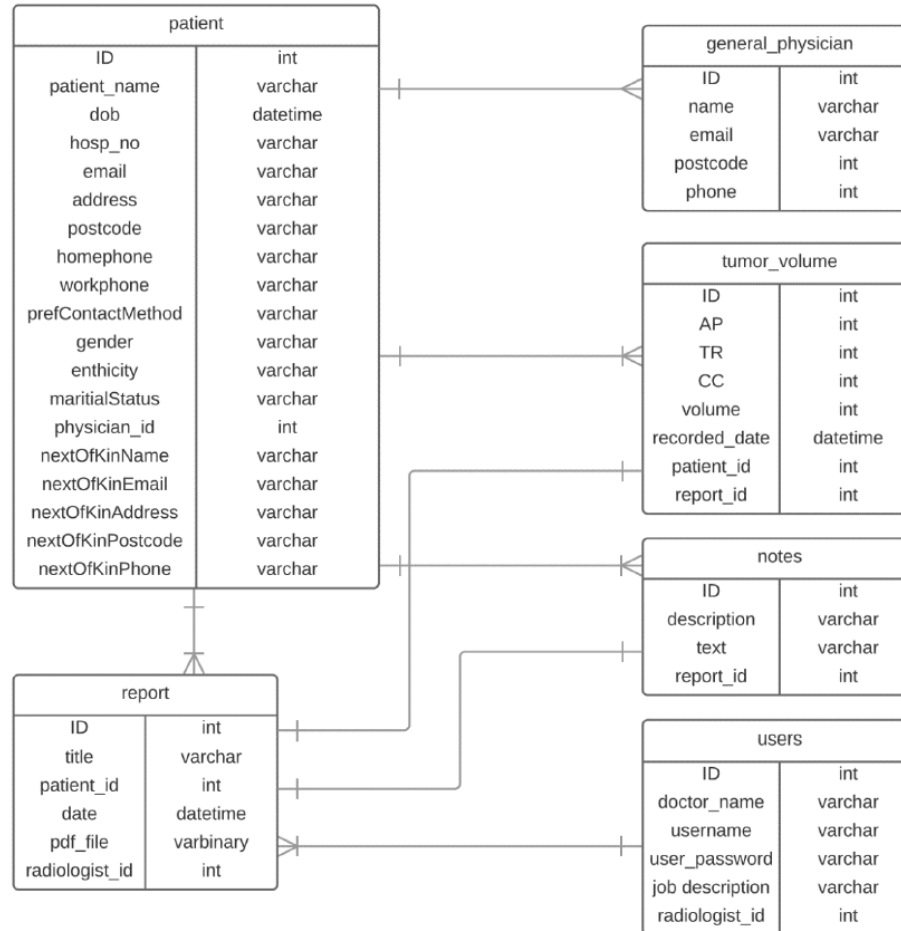 patient
ID int
patient_name varchar
dob datetime
hosp_no varchar
email varchar
address varchar
postcode varchar
homephone varchar
workphone varchar
prefContactMethod varchar
gender varchar
enthicity varchar
maritialStatus varchar
physician_id int
nextOfKinName varchar
nextOfKinEmail varchar
nextOfKinAddress varchar
nextOfKinPostcode varchar
nextOfKinPhone varchar
general_physician
ID int
name varchar
email varchar
postcode int
phone int
tumor_volume
ID int
AP int
TR int
CC int
volume int
recorded_date datetime
patient_id int
report_id int
notes
ID int
description varchar
text varchar
report_id int
report
ID int
title varchar
patient_id int
date datetime
pdf_file varbinary
radiologist_id int
users
ID int
doctor_name varchar
username varchar
user_password varchar
job description varchar
radiologist_id int